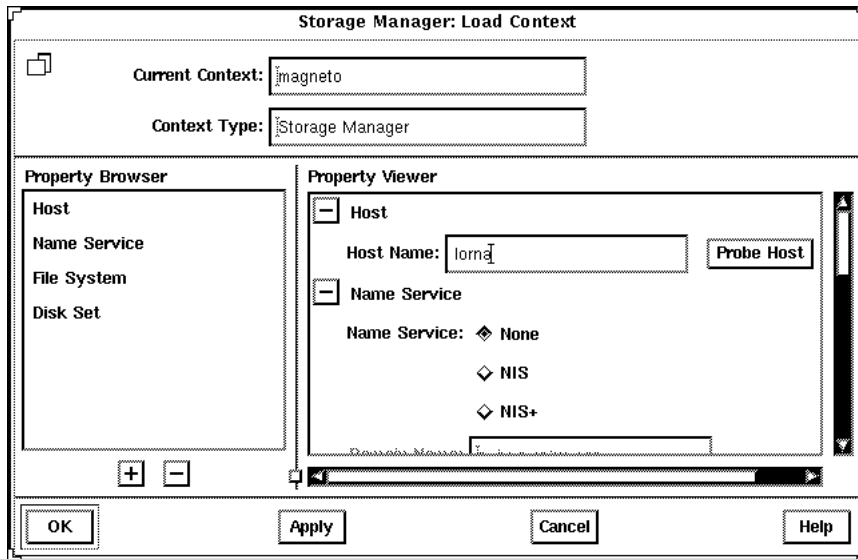 Storage Manager: Load Context
Current Context: magneto
Context Type: Storage Manager
Property Browser
Host
Name Service
File System
Disk Set
Property Viewer
Host
Host Name: lorna Probe Host
Name Service
Name Service: None
NIS
NIS+
OK Apply Cancel Help